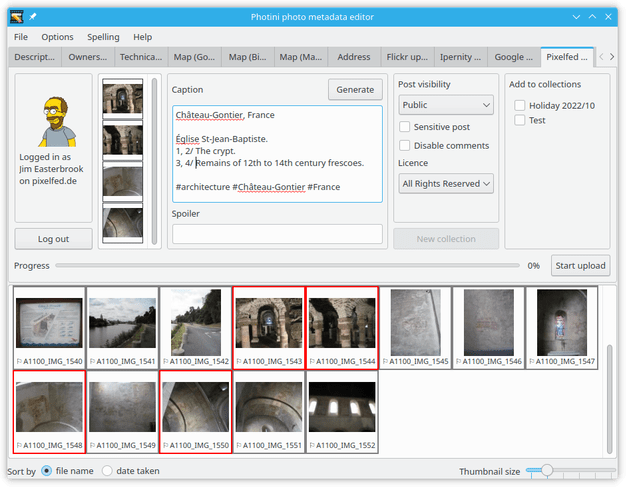 Photini photo metadata editor
File Options Spelling Help
Descript... Owners... Technica... Map (Go... Map (Bi... Map (Ma... Address Flickr up... Ipernity ... Google ... Pixelfed ...
Logged in as
Jim Easterbrook
on pixelfed.de
Log out
Caption
Generate
Château-Gontier, France
Église St-Jean-Baptiste.
1, 2/ The crypt.
3, 4/ Remains of 12th to 14th century frescoes.
#architecture #Château-Gontier #France
Spoiler
Post visibility
Public
Sensitive post
Disable comments
Licence
All Rights Reserved
New collection
Add to collections
Holiday 2022/10
Test
Progress
0%
Start upload
A1100_IMG_1540 A1100_IMG_1541 A1100_IMG_1542 A1100_IMG_1543 A1100_IMG_1544 A1100_IMG_1545 A1100_IMG_1546 A1100_IMG_1547
A1100_IMG_1548 A1100_IMG_1549 A1100_IMG_1550 A1100_IMG_1551 A1100_IMG_1552
Sort by file name date taken
Thumbnail size